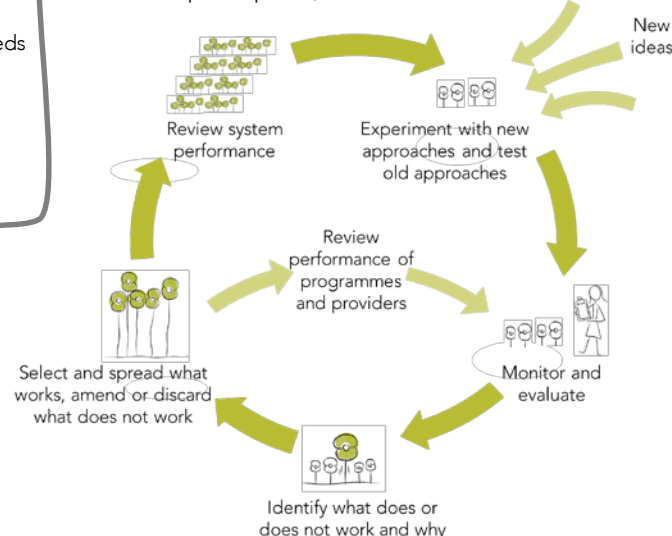 eds
New
ideas
Review system
performance
Experiment with new
approaches and test
old approaches
Review
performance of
programmes
and providers
Select and spread what
works, amend or discard
what does not work
Monitor and
evaluate
Identify what does or
does not work and why